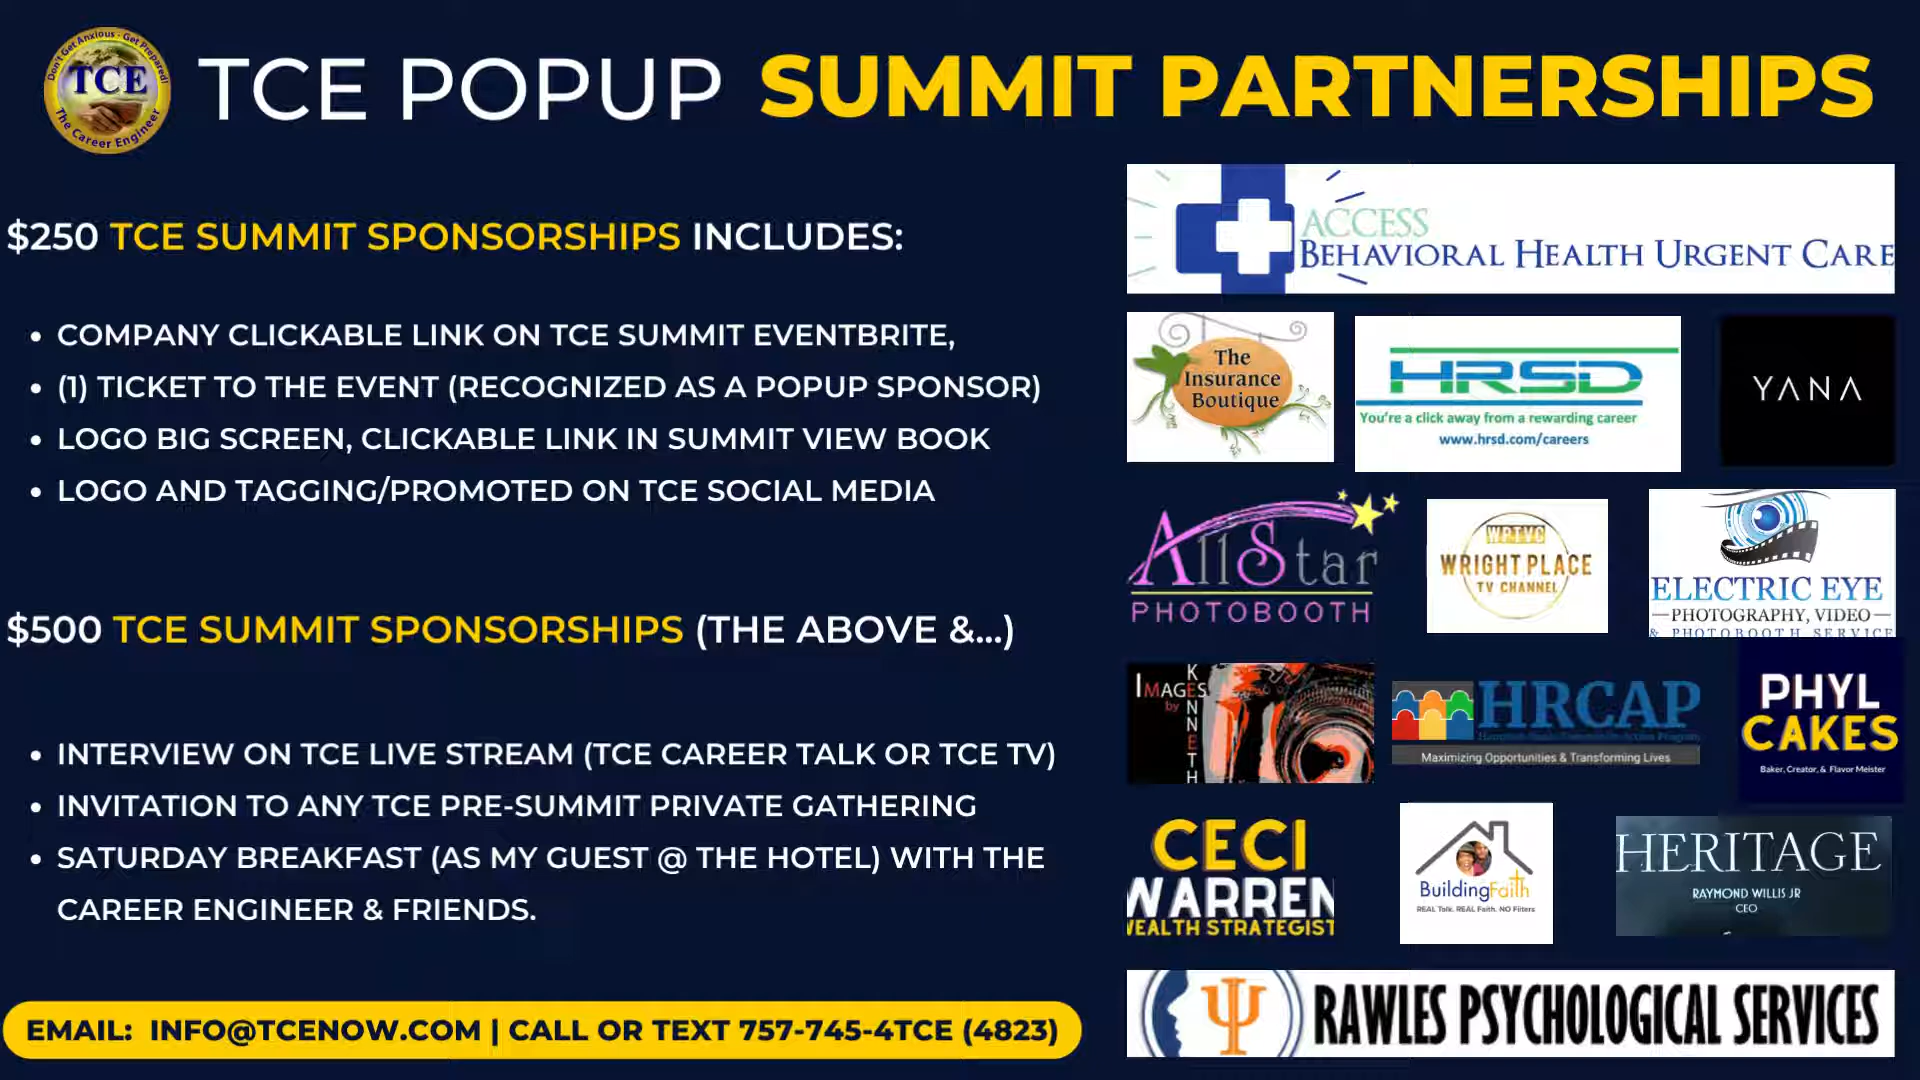 Don't Get Anxious - Get Prepared!
TCE
The Career Engineer
TCE POPUP SUMMIT PARTNERSHIPS
$250 TCE SUMMIT SPONSORSHIPS INCLUDES:
• COMPANY CLICKABLE LINK ON TCE SUMMIT EVENTBRITE,
• (1) TICKET TO THE EVENT (RECOGNIZED AS A POPUP SPONSOR)
• LOGO BIG SCREEN, CLICKABLE LINK IN SUMMIT VIEW BOOK
• LOGO AND TAGGING/PROMOTED ON TCE SOCIAL MEDIA
$500 TCE SUMMIT SPONSORSHIPS (THE ABOVE &...)
• INTERVIEW ON TCE LIVE STREAM (TCE CAREER TALK OR TCE TV)
• INVITATION TO ANY TCE PRE-SUMMIT PRIVATE GATHERING
• SATURDAY BREAKFAST (AS MY GUEST @ THE HOTEL) WITH THE
CAREER ENGINEER & FRIENDS.
EMAIL: INFO@TCENOW.COM | CALL OR TEXT 757-745-4TCE (4823)
ACCESS
BEHAVIORAL HEALTH URGENT CARE
The
Insurance
Boutique
HRSD
You're a click away from a rewarding career
www.hrsd.com/careers
YANA
AllStar
PHOTOBOOTH
WPTVC
WRIGHT PLACE
TV CHANNEL
ELECTRIC EYE
PHOTOGRAPHY, VIDEO
& PHOTOBOOTH SERVICE
IMAGES
by
KENNETH
HRCAP
Maximizing Opportunities & Transforming Lives
PHYL
CAKES
Baker, Creator, & Flavor Meister
CECI
WARREN
WEALTH STRATEGIST
BuildingFaith
REAL Talk. REAL Faith. NO Filters
HERITAGE
RAYMOND WILLIS JR
CEO
RAWLES PSYCHOLOGICAL SERVICES